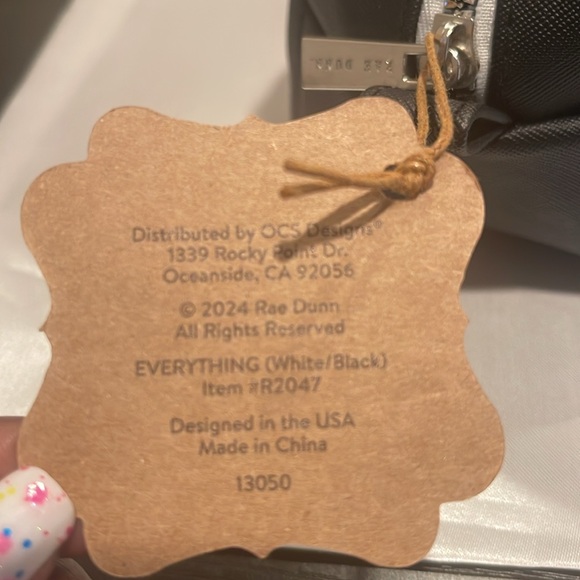 Distributed by OCS Designs®
1339 Rocky Point Dr.
Oceanside, CA 92056
© 2024 Rae Dunn
All Rights Reserved
EVERYTHING (White/Black)
Item #R2047
Designed in the USA
Made in China
13050